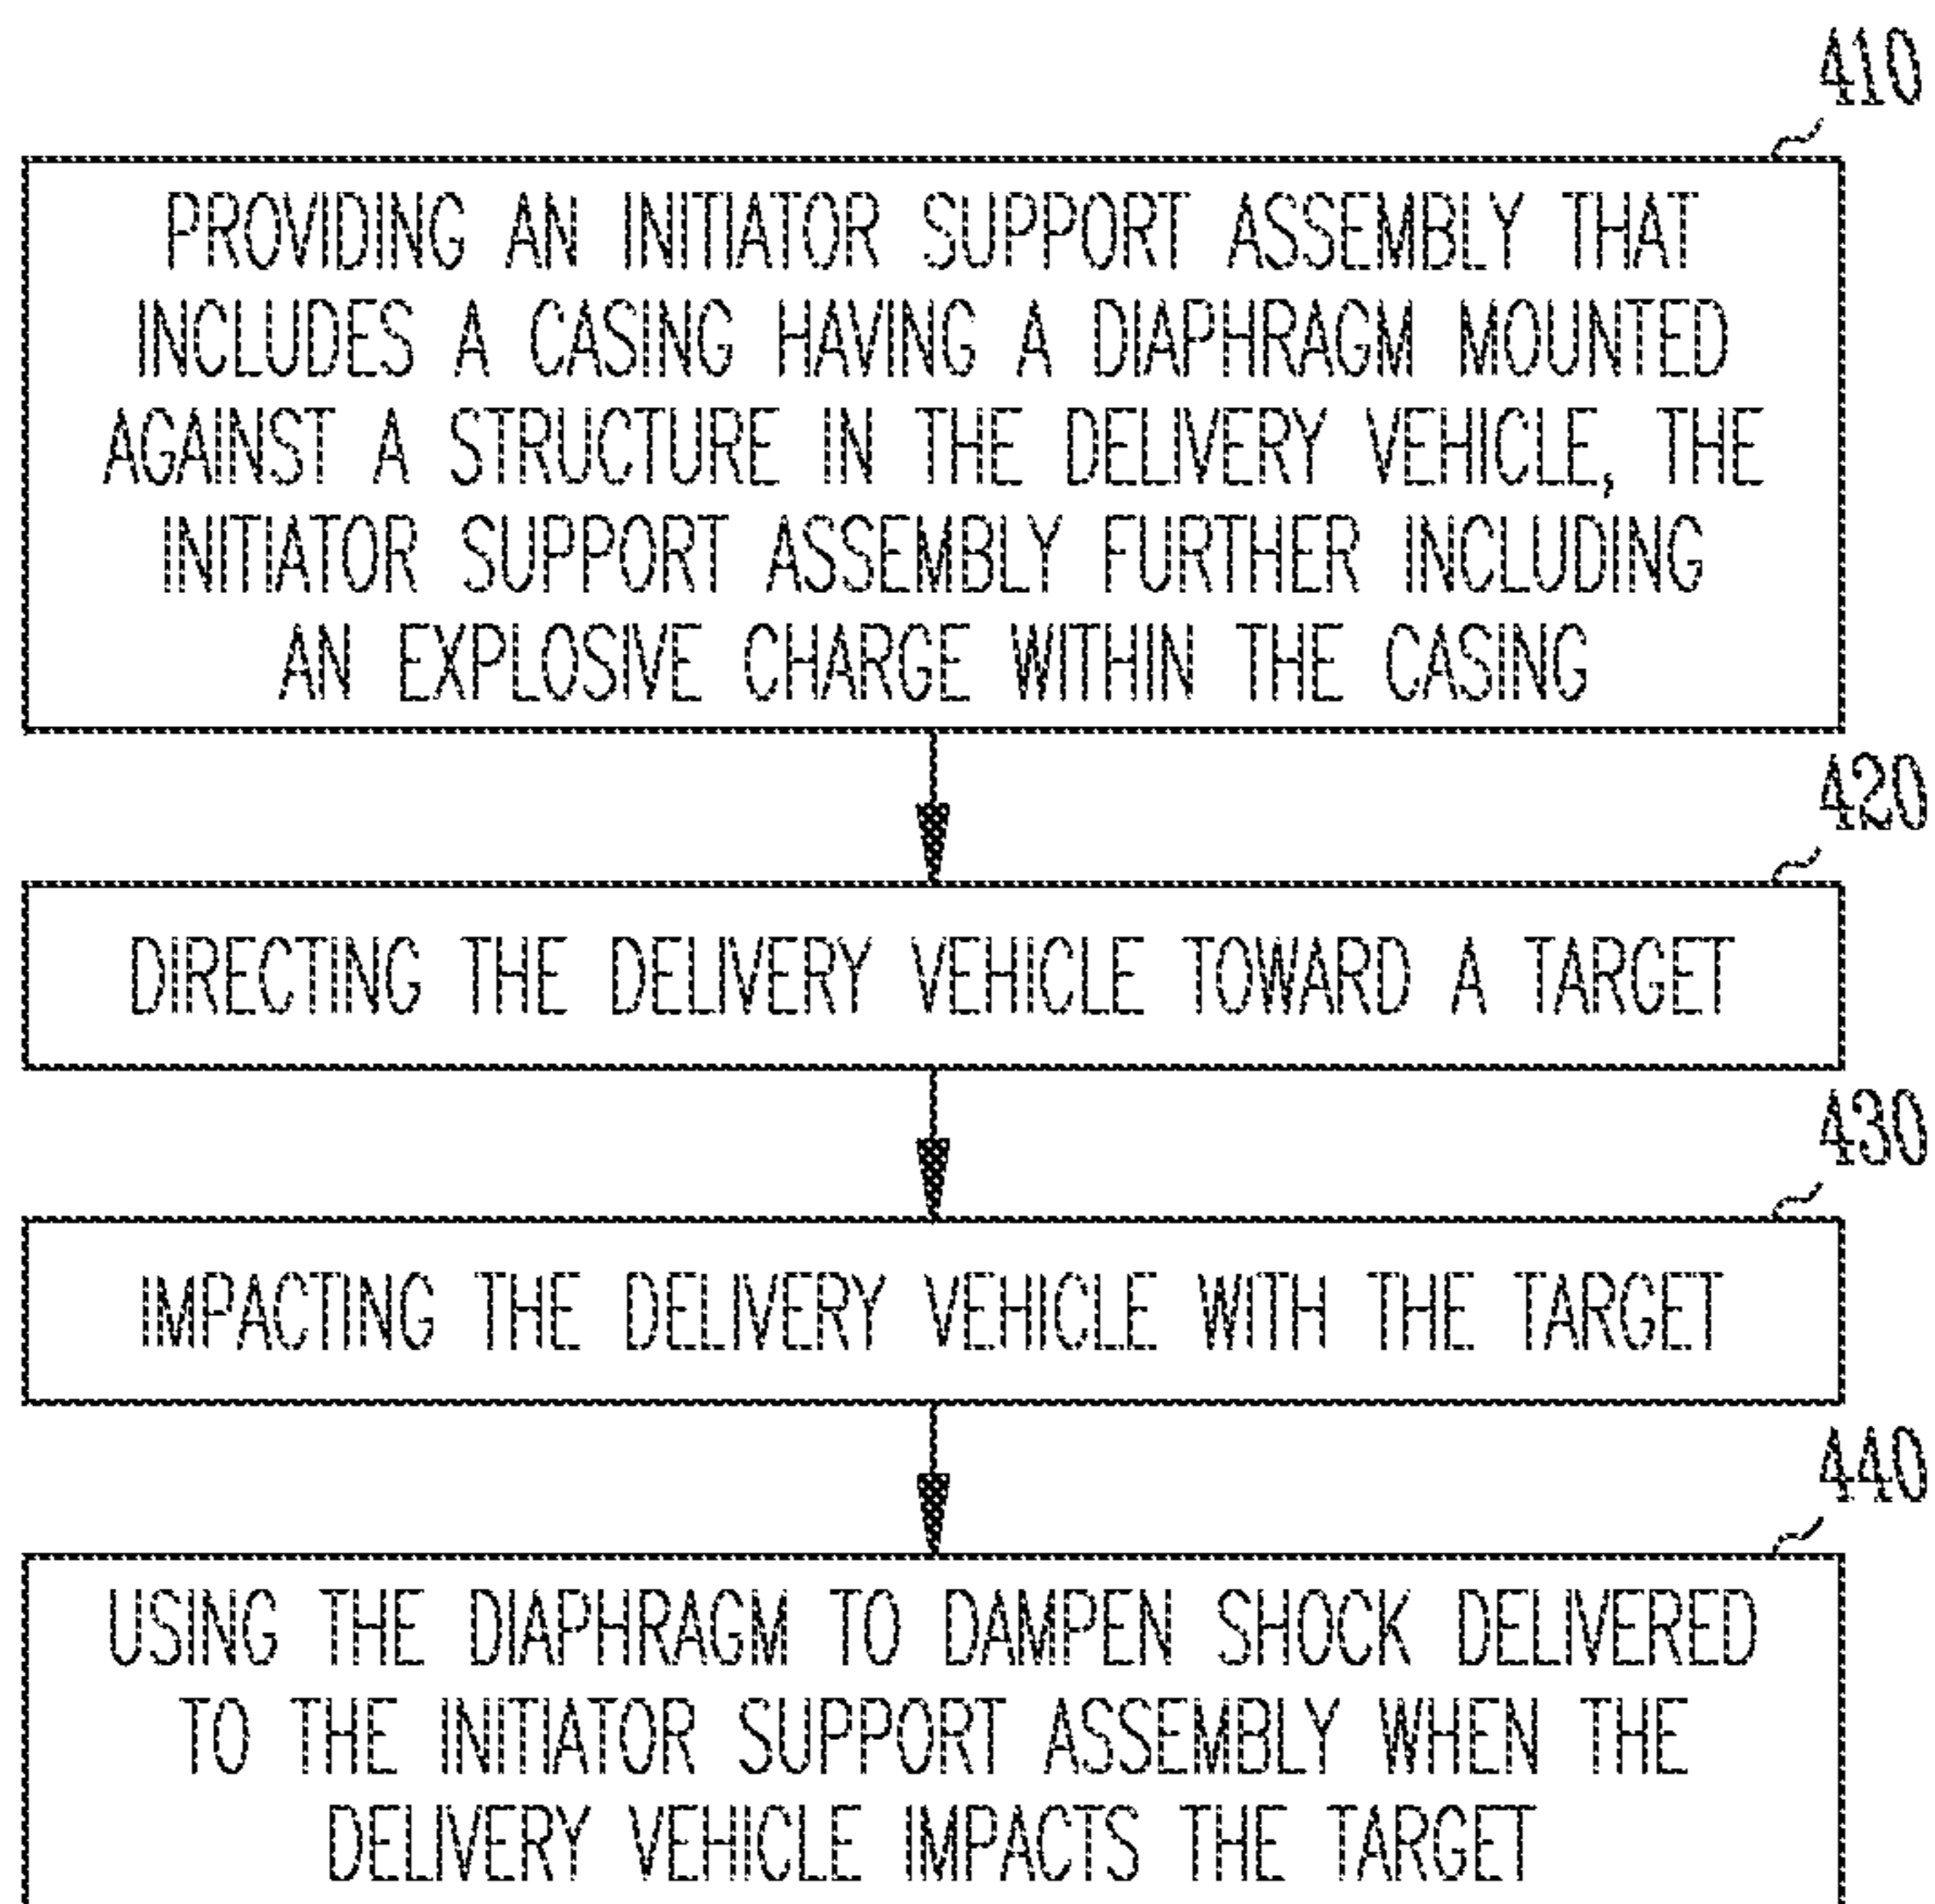 410
PROVIDING AN INITIATOR SUPPORT ASSEMBLY THAT
INCLUDES A CASING HAVING A DIAPHRAGM MOUNTED
AGAINST A STRUCTURE IN THE DELIVERY VEHICLE, THE
INITIATOR SUPPORT ASSEMBLY FURTHER INCLUDING
AN EXPLOSIVE CHARGE WITHIN THE CASING
420
DIRECTING THE DELIVERY VEHICLE TOWARD A TARGET
430
IMPACTING THE DELIVERY VEHICLE WITH THE TARGET
440
USING THE DIAPHRAGM TO DAMPEN SHOCK DELIVERED
TO THE INITIATOR SUPPORT ASSEMBLY WHEN THE
DELIVERY VEHICLE IMPACTS THE TARGET